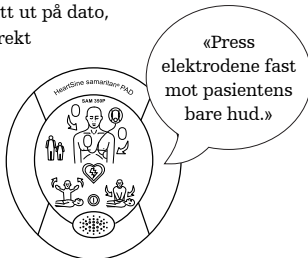 tt ut på dato,
rekt
«Press
elektrodene fast
mot pasientens
bare hud.»
HeartSine samaritan® PAD
SAM 350P